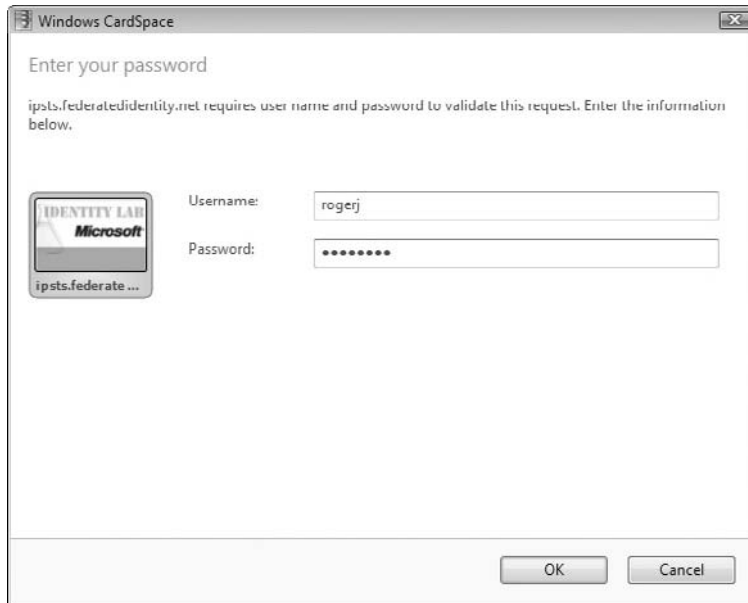 Windows CardSpace
Enter your password
ipsts.federatedidentity.net requires user name and password to validate this request. Enter the information
below.
IDENTITY LAB
Microsoft
ipsts.federate ...
Username:
rogerj
Password:
••••••••
OK
Cancel